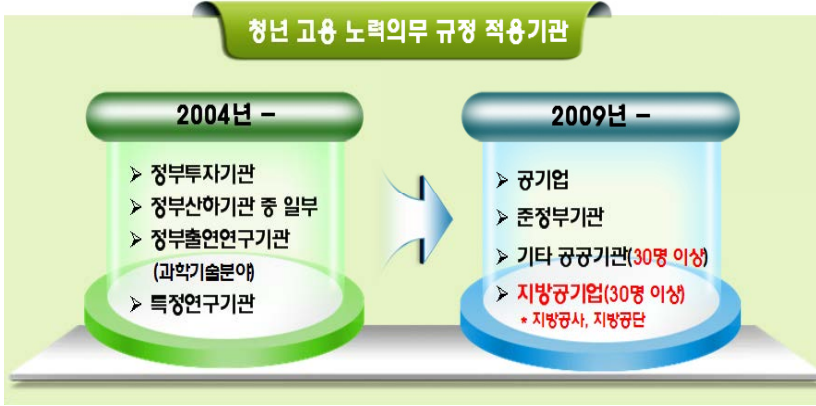 청년 고용 노력의무 규정 적용기관
2004년 –
➢ 정부투자기관
➢ 정부산하기관 중 일부
➢ 정부출연연구기관
(과학기술분야)
➢ 특정연구기관
2009년 –
➢ 공기업
➢ 준정부기관
➢ 기타 공공기관(30명 이상)
➢ 지방공기업(30명 이상)
* 지방공사, 지방공단